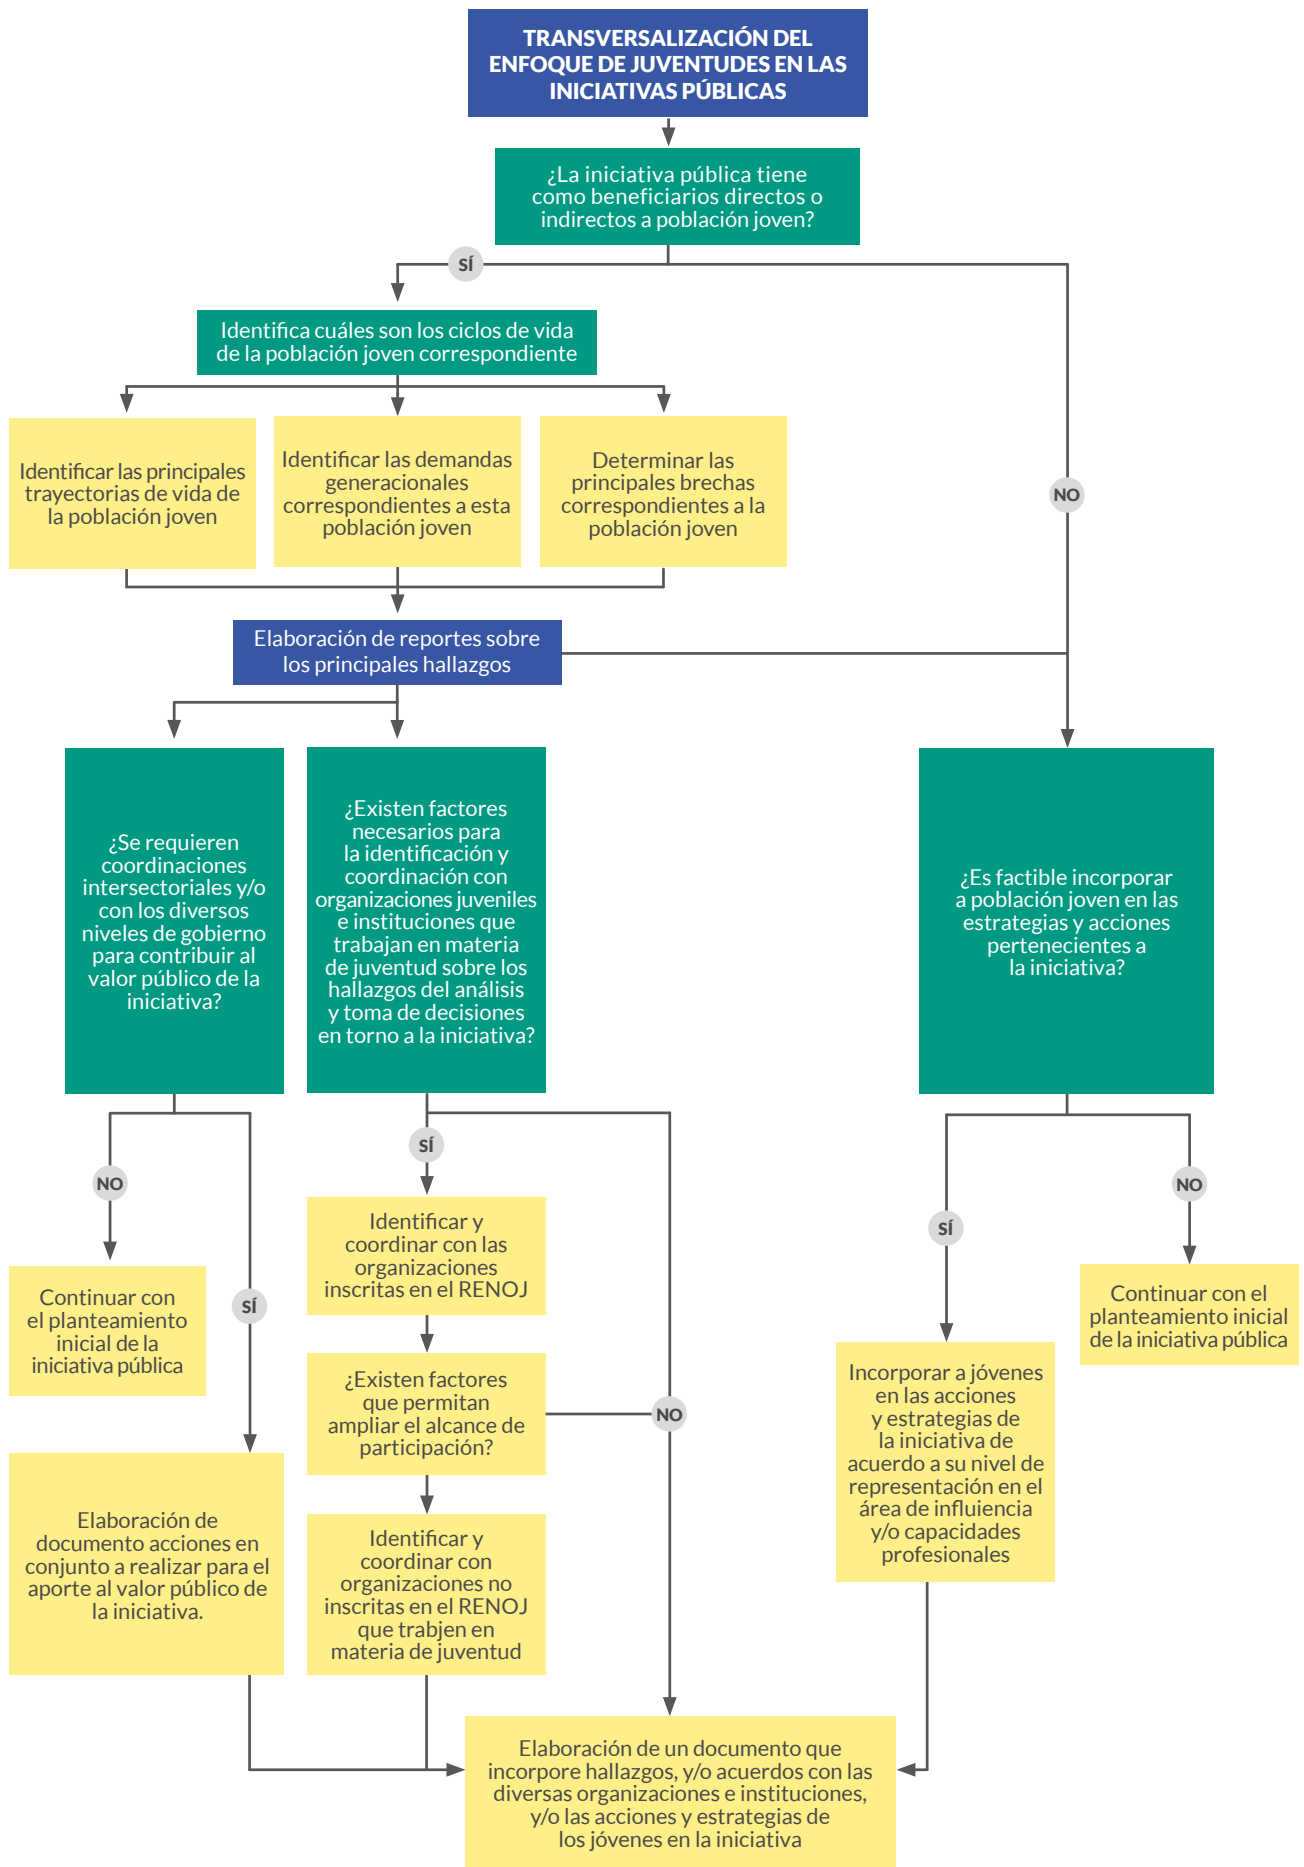 TRANSVERSALIZACIÓN DEL
ENFOQUE DE JUVENTUDES EN LAS
INICIATIVAS PÚBLICAS
¿La iniciativa pública tiene
como beneficiarios directos o
indirectos a población joven?
SÍ
Identifica cuáles son los ciclos de vida
de la población joven correspondiente
Identificar las principales
trayectorias de vida de
la población joven
Identificar las demandas
generacionales
correspondientes a esta
población joven
Determinar las
principales brechas
correspondientes a la
población joven
NO
Elaboración de reportes sobre
los principales hallazgos
¿Se requieren
coordinaciones
intersectoriales y/o
con los diversos
niveles de gobierno
para contribuir al
valor público de la
iniciativa?
¿Existen factores
necesarios para
la identificación y
coordinación con
organizaciones juveniles
e instituciones que
trabajan en materia
de juventud sobre los
hallazgos del análisis
y toma de decisiones
en torno a la iniciativa?
¿Es factible incorporar
a población joven en las
estrategias y acciones
pertenecientes a
la iniciativa?
NO
SÍ
Continuar con
el planteamiento
inicial de la
iniciativa pública
Elaboración de
documento acciones en
conjunto a realizar para el
aporte al valor público de
la iniciativa.
SÍ
Identificar y
coordinar con las
organizaciones
inscritas en el RENOJ
¿Existen factores
que permitan
ampliar el alcance de
participación?
NO
Identificar y
coordinar con
organizaciones no
inscritas en el RENOJ
que trabjen en
materia de juventud
SÍ
NO
Continuar con el
planteamiento inicial
de la iniciativa pública
Incorporar a jóvenes
en las acciones
y estrategias de
la iniciativa de
acuerdo a su nivel de
representación en el
área de influiencia
y/o capacidades
profesionales
Elaboración de un documento que
incorpore hallazgos, y/o acuerdos con las
diversas organizaciones e instituciones,
y/o las acciones y estrategias de
los jóvenes en la iniciativa